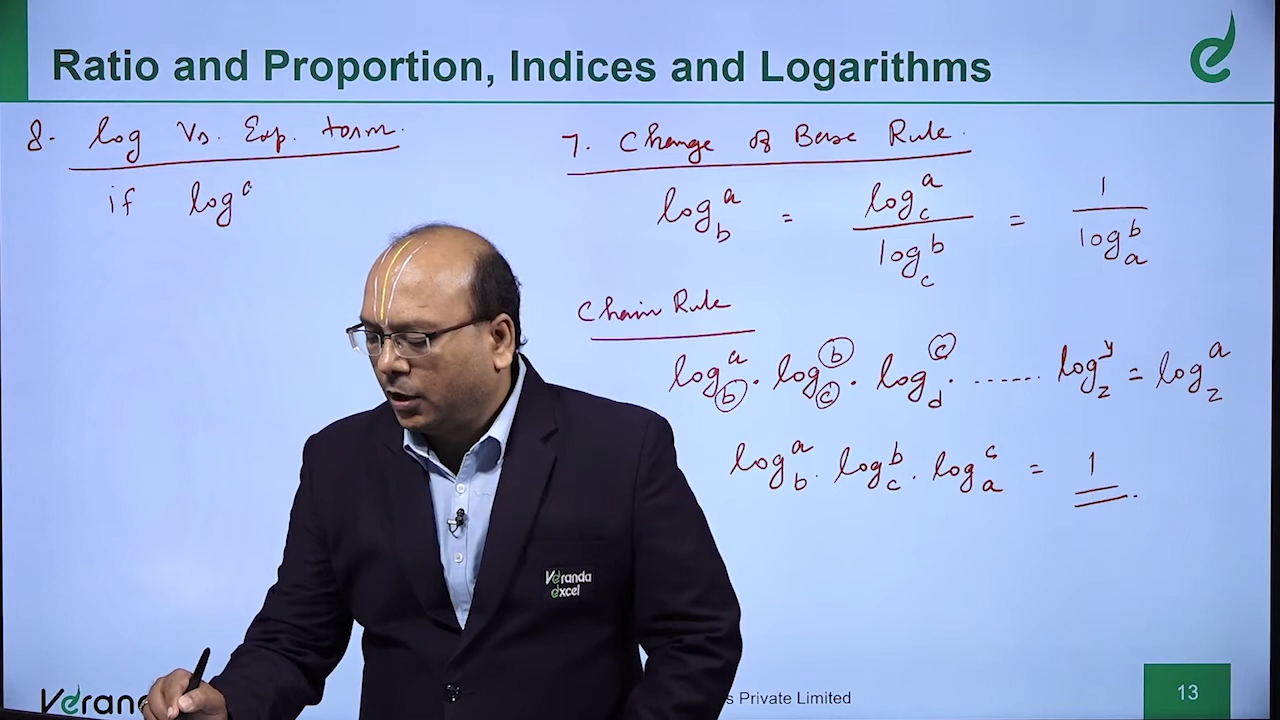 Ratio and Proportion, Indices and Logarithms
8. log Vs. Exp. term.
if log
7. Change of Base Rule.
log_b^a = log_c^a / log_c^b = 1 / log_a^b
Chain Rule
log_b^a · log_c^b · log_d^c · ...... log_z^y = log_z^a
log_b^a · log_c^b · log_a^c = 1
Veranda
excel
Veran
Private Limited
13